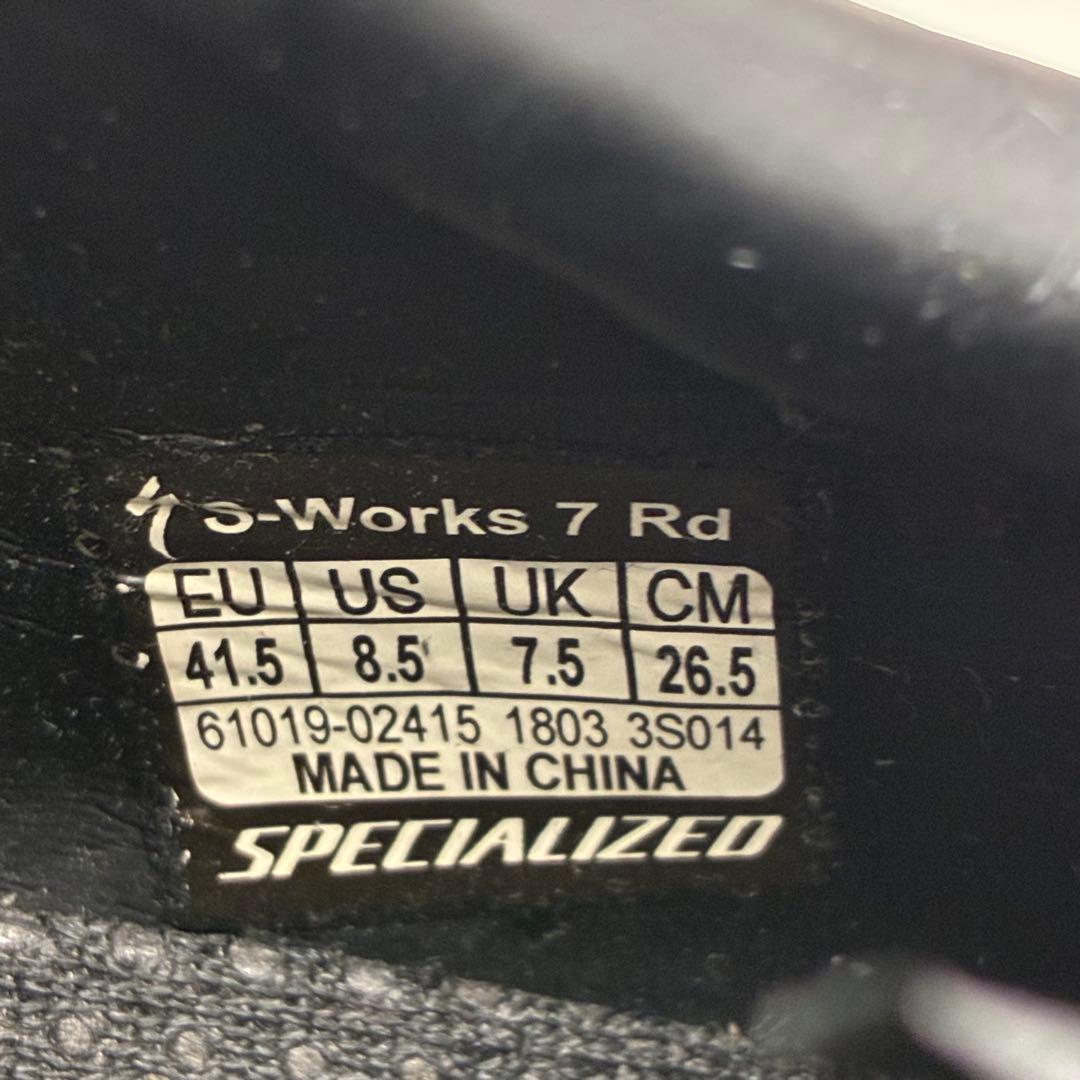 S-Works 7 Rd
EU US UK CM
41.5 8.5 7.5 26.5
61019-02415 1803 3S014
MADE IN CHINA
SPECIALIZED